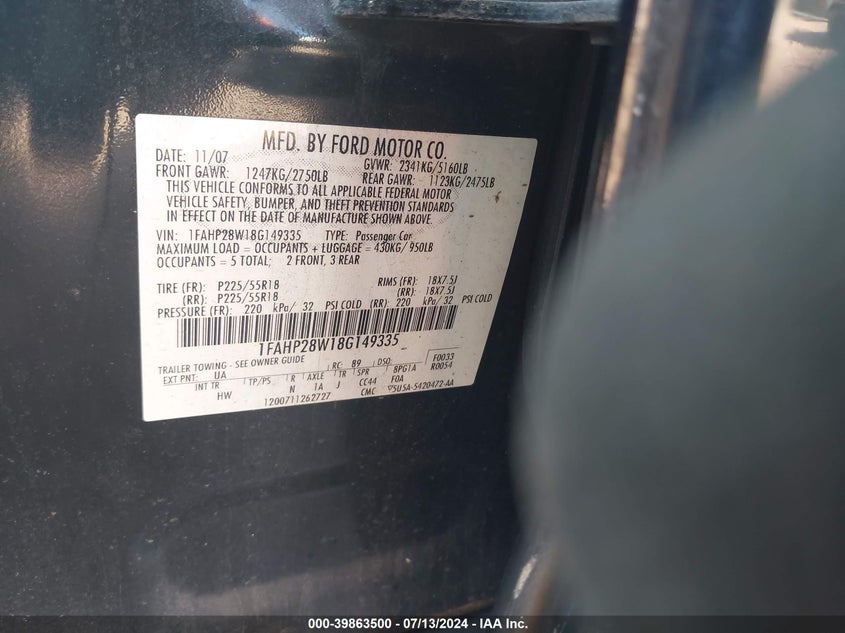 MFD. BY FORD MOTOR CO.
DATE: 11/07 GVWR: 2341KG/5160LB
FRONT GAWR: 1247KG/2750LB REAR GAWR: 1123KG/2475LB
THIS VEHICLE CONFORMS TO ALL APPLICABLE FEDERAL MOTOR
VEHICLE SAFETY, BUMPER, AND THEFT PREVENTION STANDARDS
IN EFFECT ON THE DATE OF MANUFACTURE SHOWN ABOVE.
VIN: 1FAHP28W18G149335 TYPE: Passenger Car
MAXIMUM LOAD = OCCUPANTS + LUGGAGE = 430KG/ 950LB
OCCUPANTS = 5 TOTAL; 2 FRONT, 3 REAR
TIRE (FR): P225/55R18 RIMS (FR): 18X7.5J
(RR): P225/55R18 (RR): 18X7.5J
PRESSURE (FR): 220 kPa/ 32 PSI COLD (RR): 220 kPa/ 32 PSI COLD
1FAHP28W18G149335
TRAILER TOWING - SEE OWNER GUIDE
F0033
R0054
EXT PNT: UA RC: 89 DSO:
INT TR TP/PS R AXLE TR SPR 8PG1A
HW N 1A J CC44 F0A
1200711262727 CMC ▽5U5A-5420472-AA
000-39863500 - 07/13/2024 - IAA Inc.